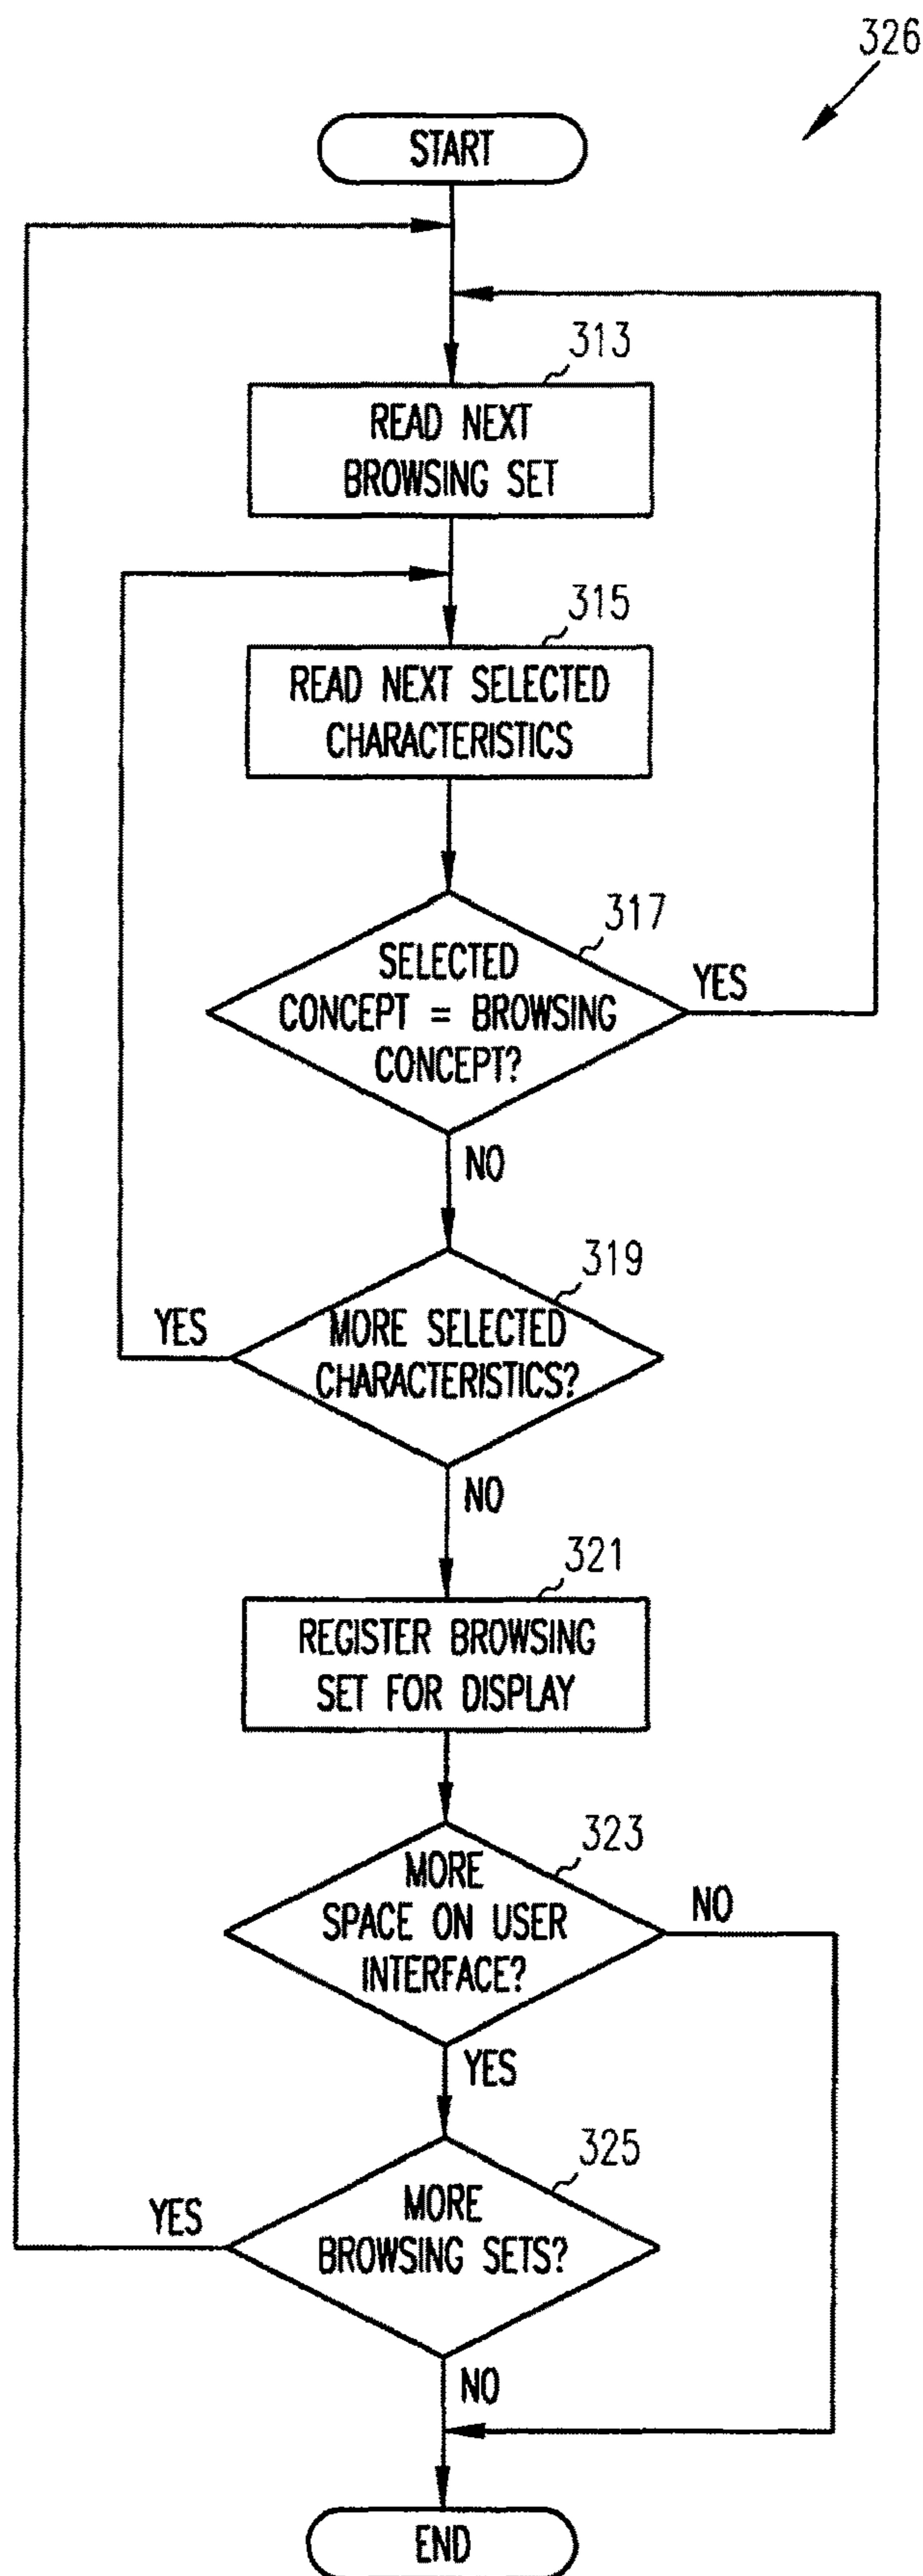 326
START
313
READ NEXT
BROWSING SET
315
READ NEXT SELECTED
CHARACTERISTICS
317
SELECTED
CONCEPT = BROWSING
CONCEPT?
YES
NO
319
YES
MORE SELECTED
CHARACTERISTICS?
NO
321
REGISTER BROWSING
SET FOR DISPLAY
323
MORE
SPACE ON USER
INTERFACE?
NO
YES
325
YES
MORE
BROWSING SETS?
NO
END